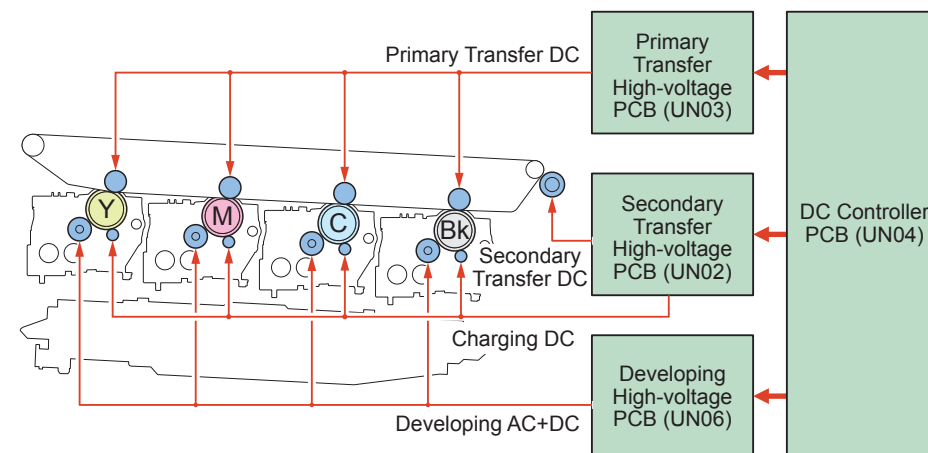 Primary Transfer DC
Primary
Transfer
High-voltage
PCB (UN03)
Y
M
C
Bk
Secondary
Transfer DC
Secondary
Transfer
High-voltage
PCB (UN02)
DC Controller
PCB (UN04)
Charging DC
Developing AC+DC
Developing
High-voltage
PCB (UN06)